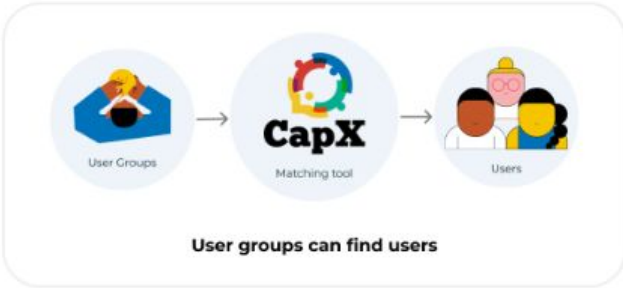 User Groups
CapX
Matching tool
Users
User groups can find users